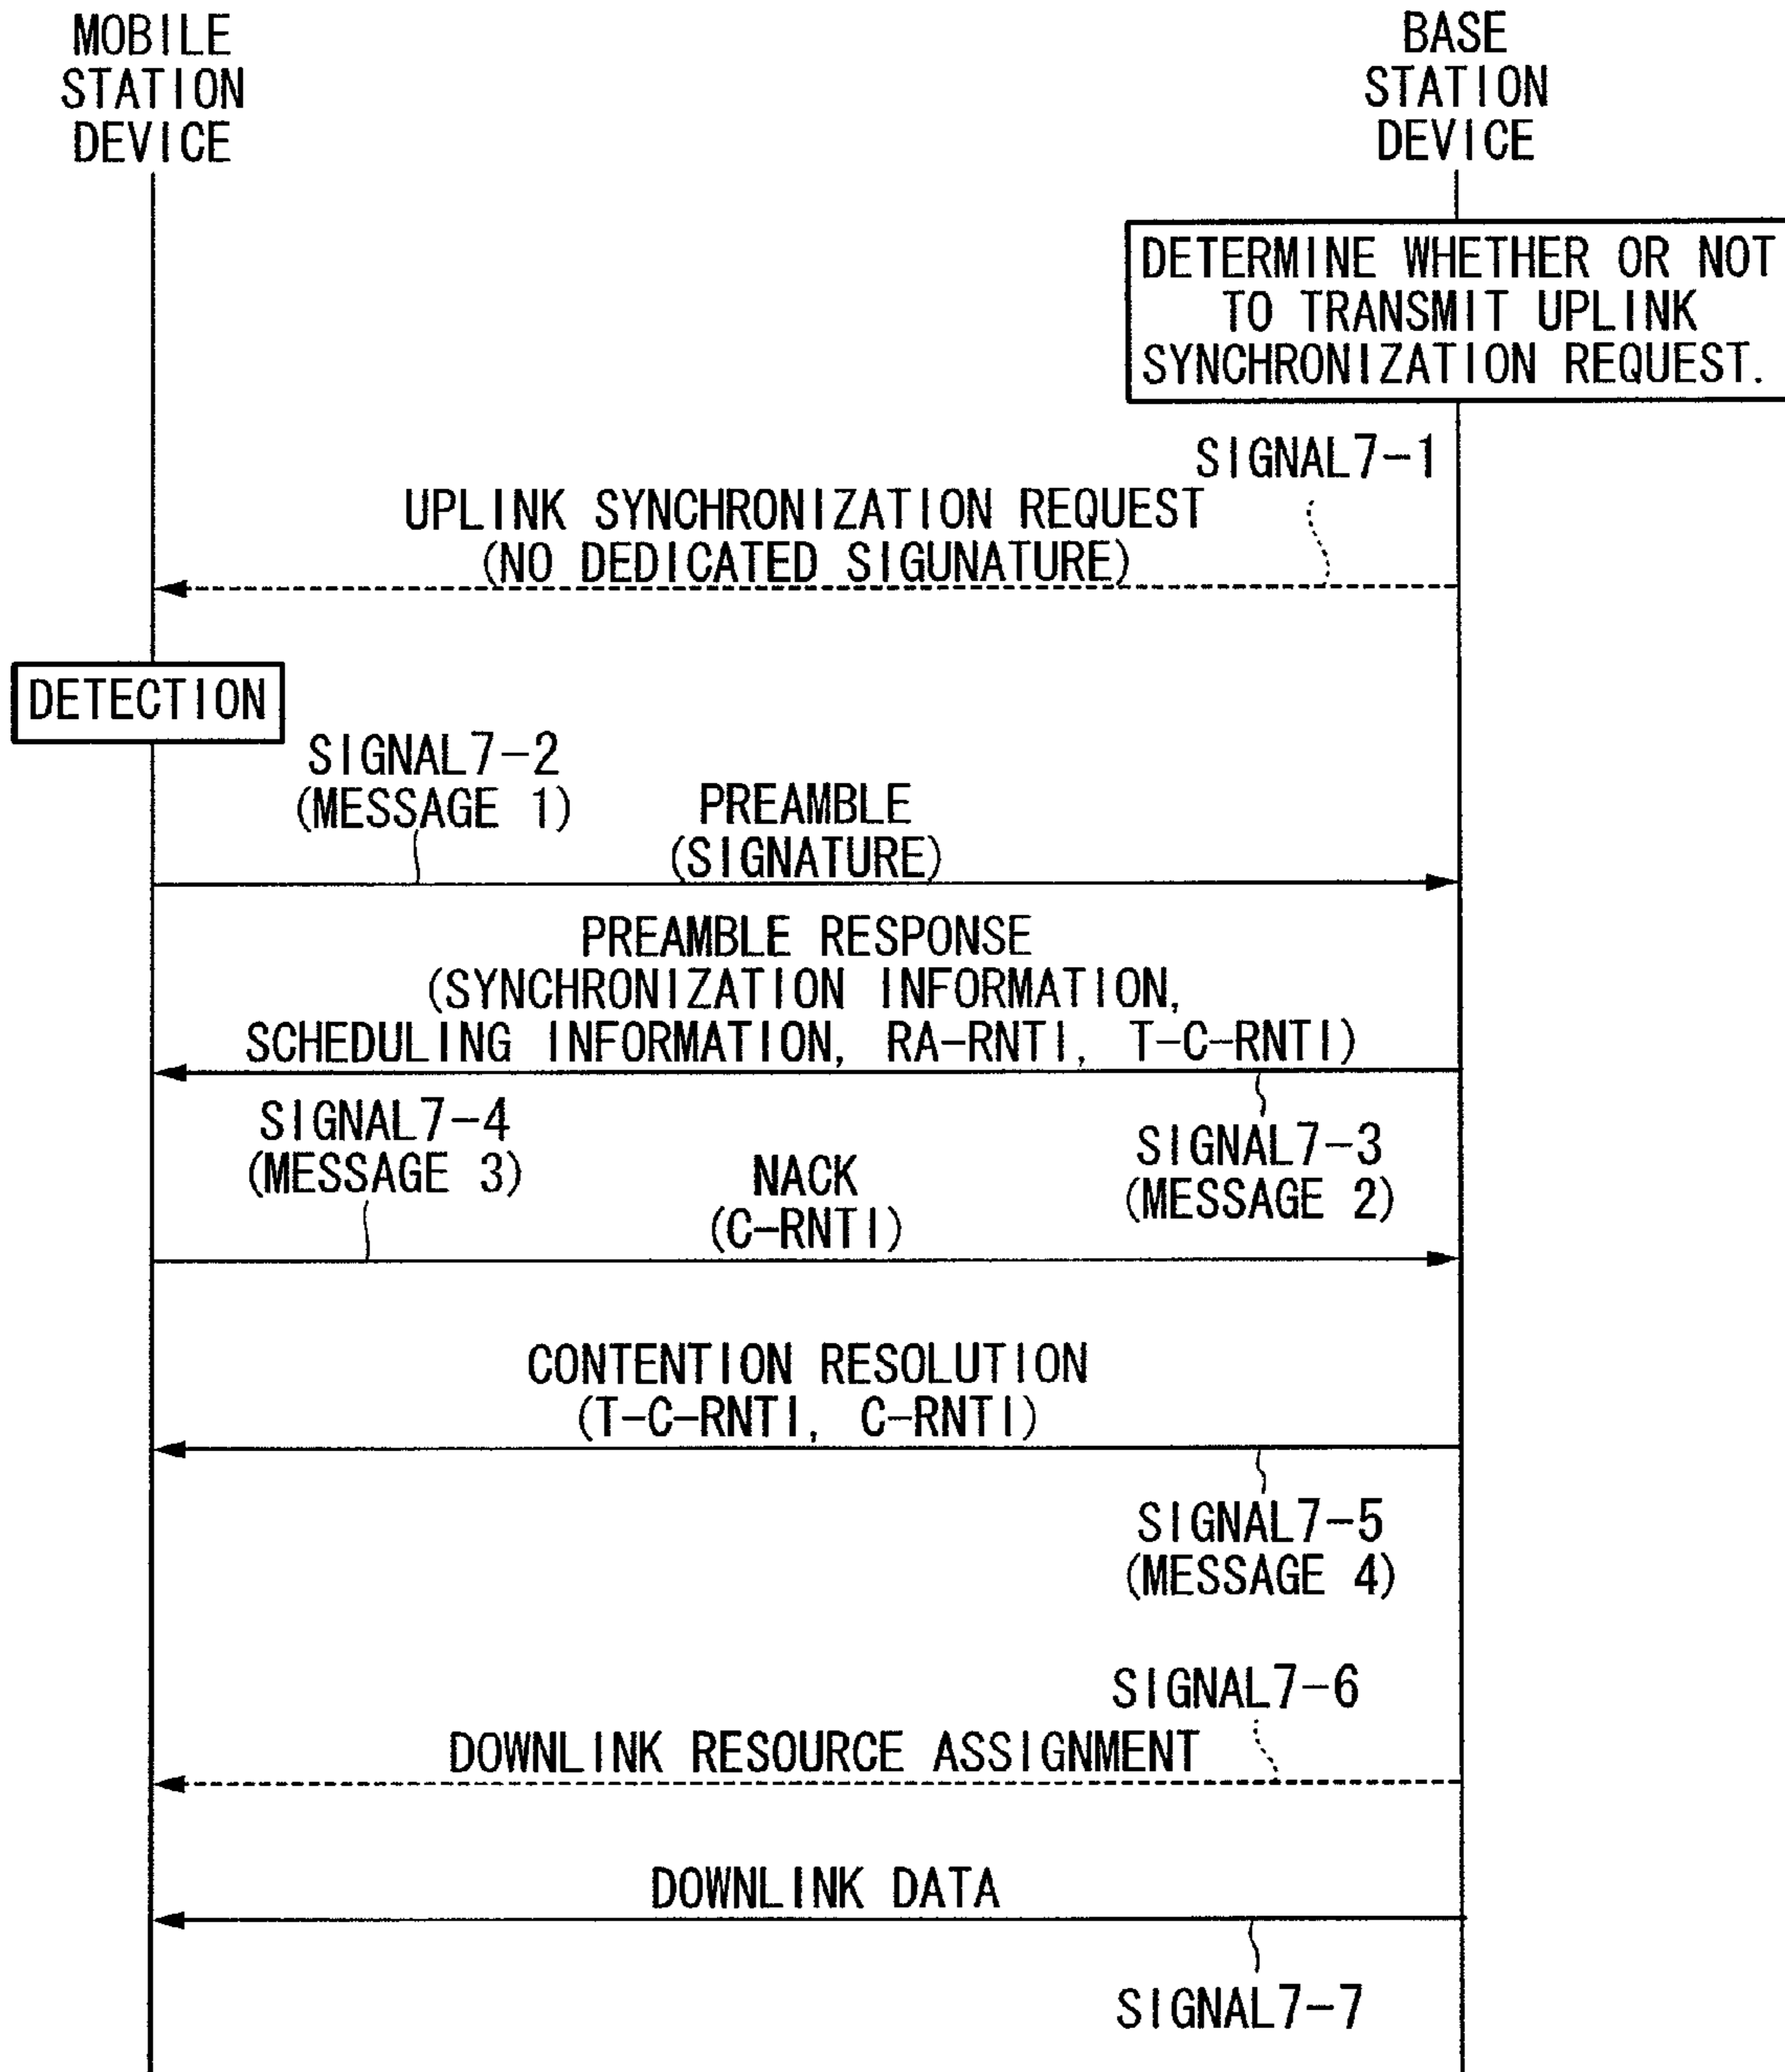 MOBILE
STATION
DEVICE
BASE
STATION
DEVICE
DETERMINE WHETHER OR NOT
TO TRANSMIT UPLINK
SYNCHRONIZATION REQUEST.
SIGNAL7-1
UPLINK SYNCHRONIZATION REQUEST
(NO DEDICATED SIGUNATURE)
DETECTION
SIGNAL7-2
(MESSAGE 1)
PREAMBLE
(SIGNATURE)
PREAMBLE RESPONSE
(SYNCHRONIZATION INFORMATION,
SCHEDULING INFORMATION, RA-RNTI, T-C-RNTI)
SIGNAL7-3
(MESSAGE 2)
SIGNAL7-4
(MESSAGE 3)
NACK
(C-RNTI)
CONTENTION RESOLUTION
(T-C-RNTI, C-RNTI)
SIGNAL7-5
(MESSAGE 4)
SIGNAL7-6
DOWNLINK RESOURCE ASSIGNMENT
DOWNLINK DATA
SIGNAL7-7